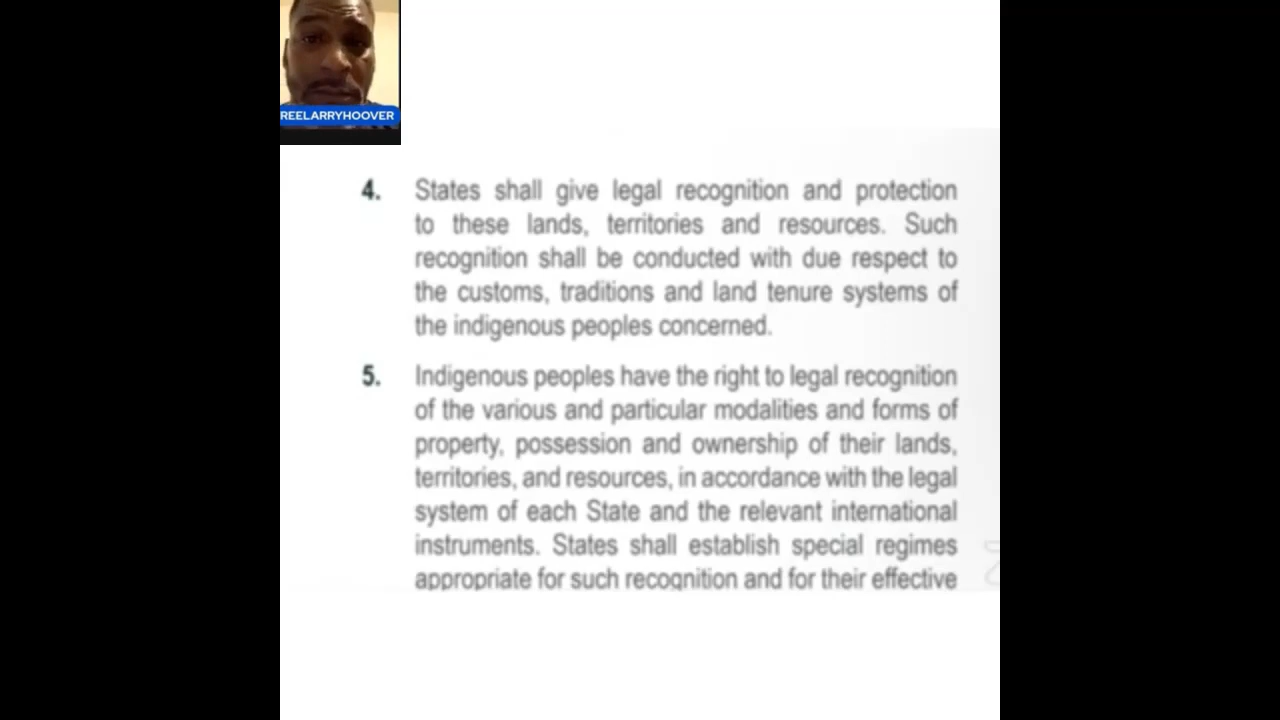 REELARRYHOOVER
4. States shall give legal recognition and protection
to these lands, territories and resources. Such
recognition shall be conducted with due respect to
the customs, traditions and land tenure systems of
the indigenous peoples concerned.
5. Indigenous peoples have the right to legal recognition
of the various and particular modalities and forms of
property, possession and ownership of their lands,
territories, and resources, in accordance with the legal
system of each State and the relevant international
instruments. States shall establish special regimes
appropriate for such recognition and for their effective